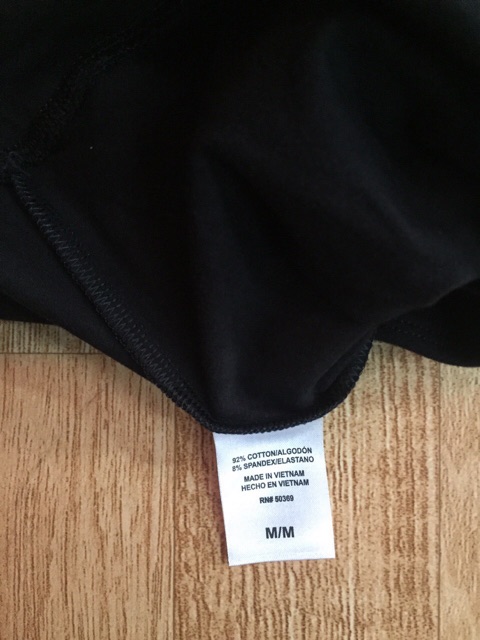 92% COTTON/ALGODÓN
8% SPANDEX/ELASTANO
MADE IN VIETNAM
HECHO EN VIETNAM
RN# 50369
M/M